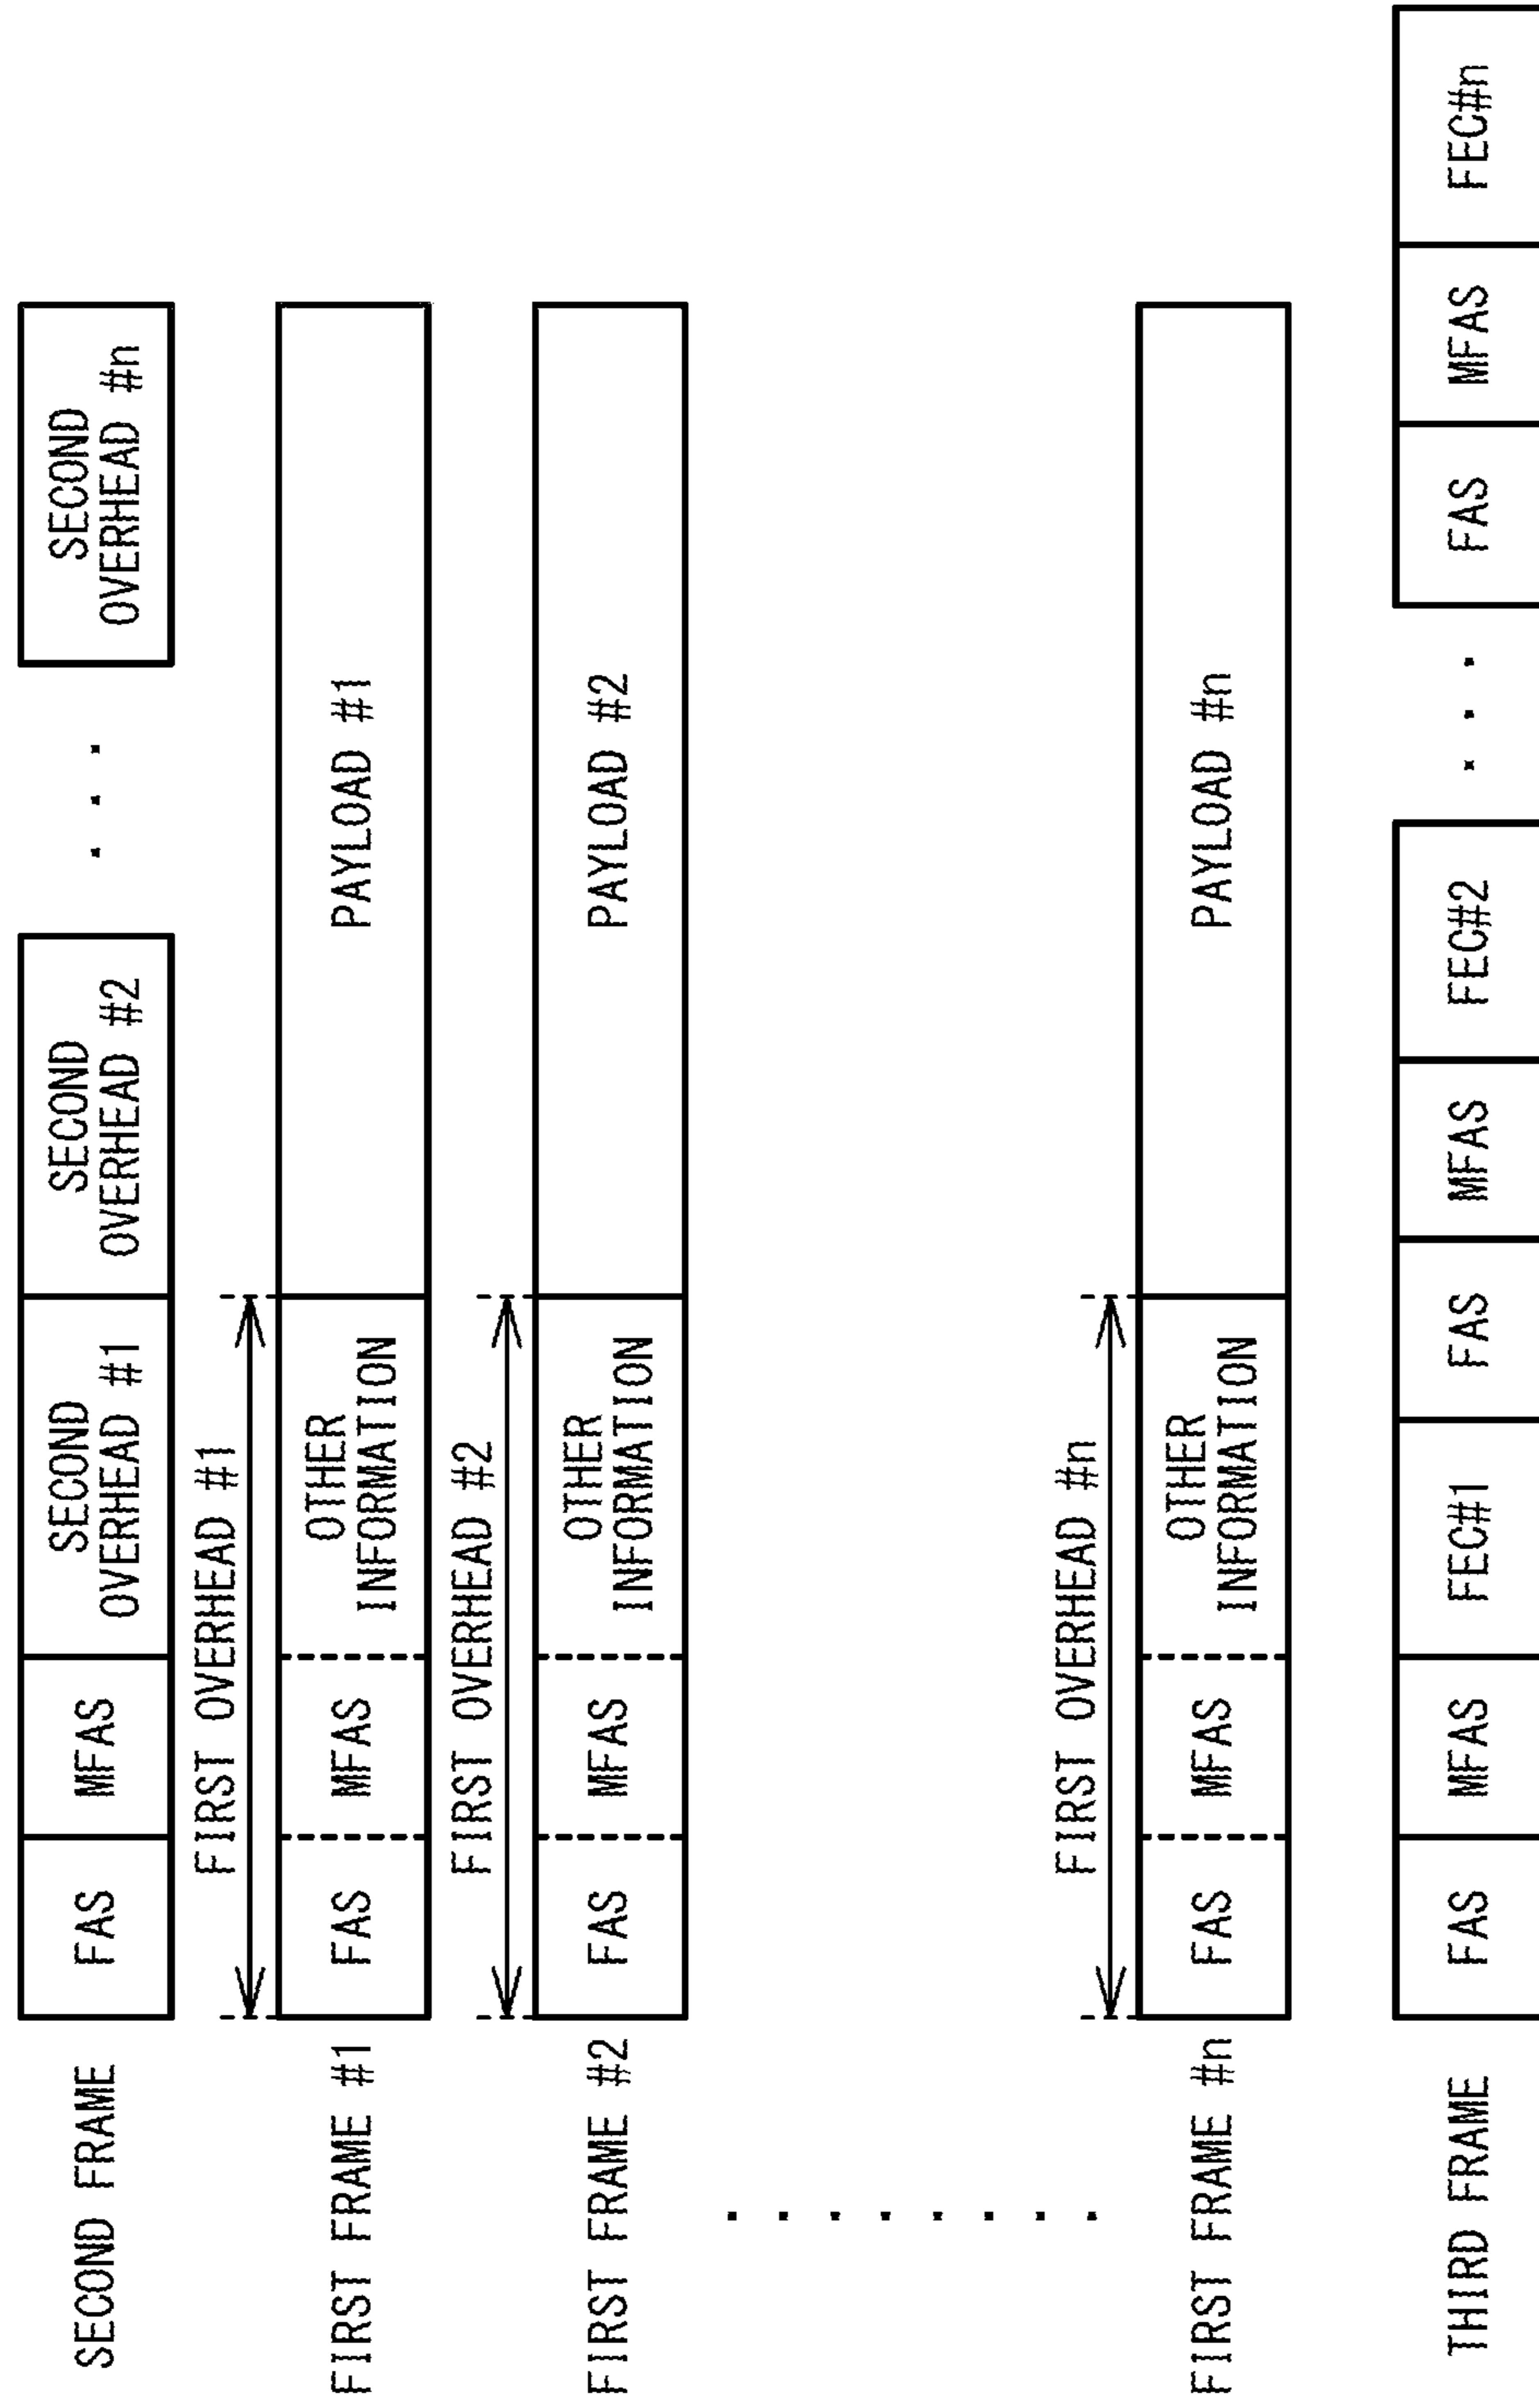 SECOND FRAME
FAS
MFAS
SECOND
OVERHEAD #1
SECOND
OVERHEAD #2
. . .
SECOND
OVERHEAD #n
FIRST OVERHEAD #1
FIRST FRAME #1
FAS
MFAS
OTHER
INFORMATION
PAYLOAD #1
FIRST OVERHEAD #2
FIRST FRAME #2
FAS
MFAS
OTHER
INFORMATION
PAYLOAD #2
. . . . . . . .
FIRST OVERHEAD #n
FIRST FRAME #n
FAS
MFAS
OTHER
INFORMATION
PAYLOAD #n
THIRD FRAME
FAS
MFAS
FEC#1
FAS
MFAS
FEC#2
. . .
FAS
MFAS
FEC#n